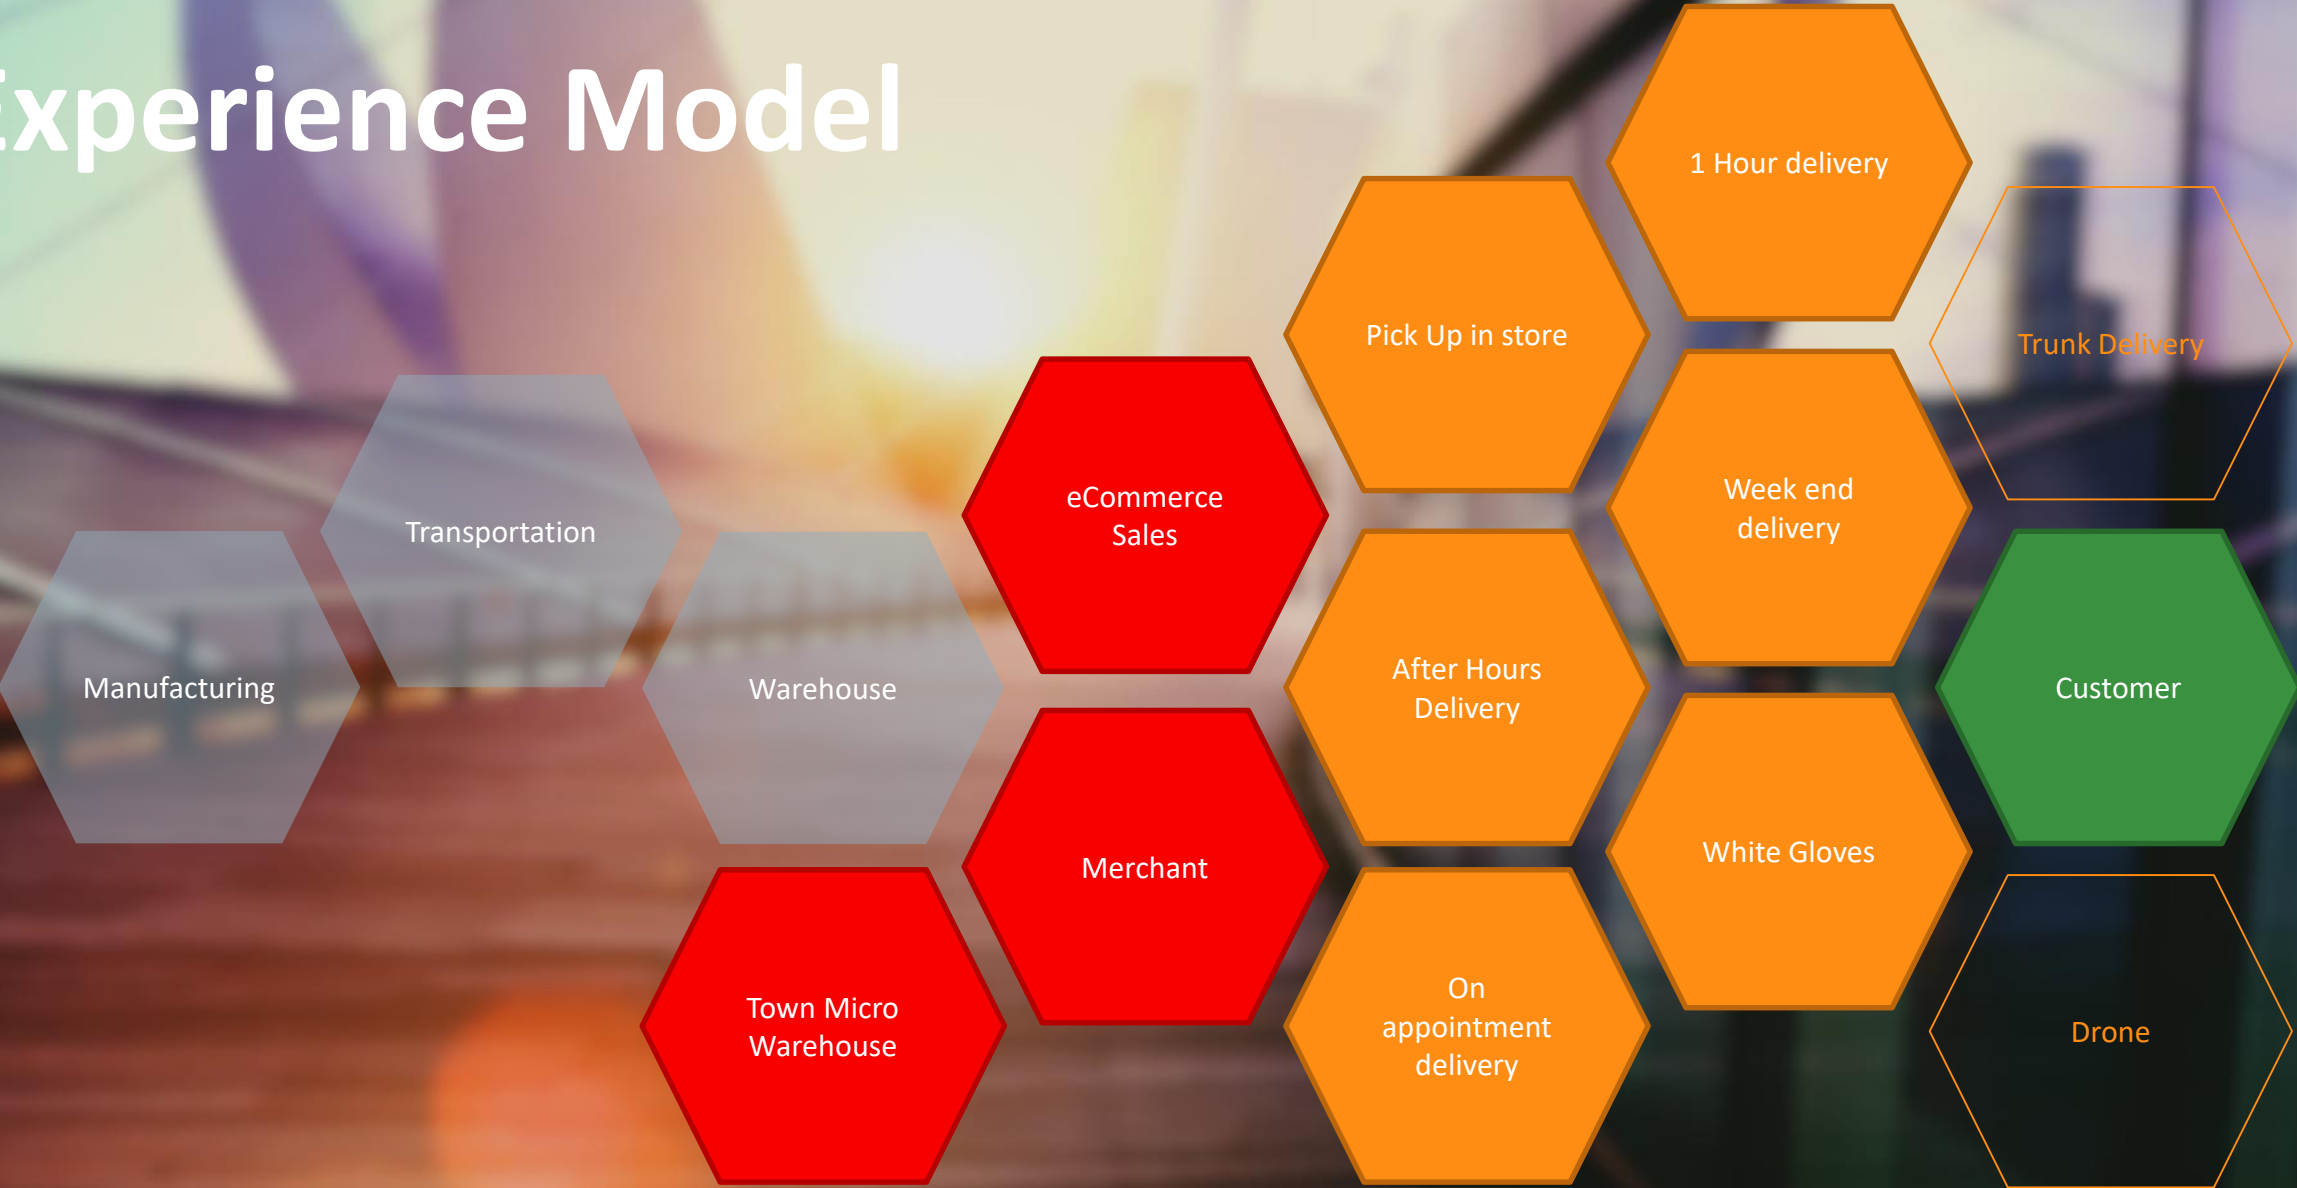 Experience Model
1 Hour delivery
Pick Up in store
Trunk Delivery
eCommerce
Sales
Week end
delivery
Transportation
Manufacturing
Warehouse
After Hours
Delivery
Customer
Merchant
White Gloves
Town Micro
Warehouse
On
appointment
delivery
Drone